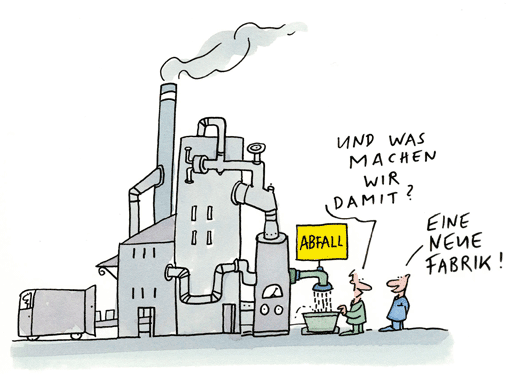 UND WAS
MACHEN
WIR
DAMIT?
EINE
NEUE
FABRIK!
ABFALL